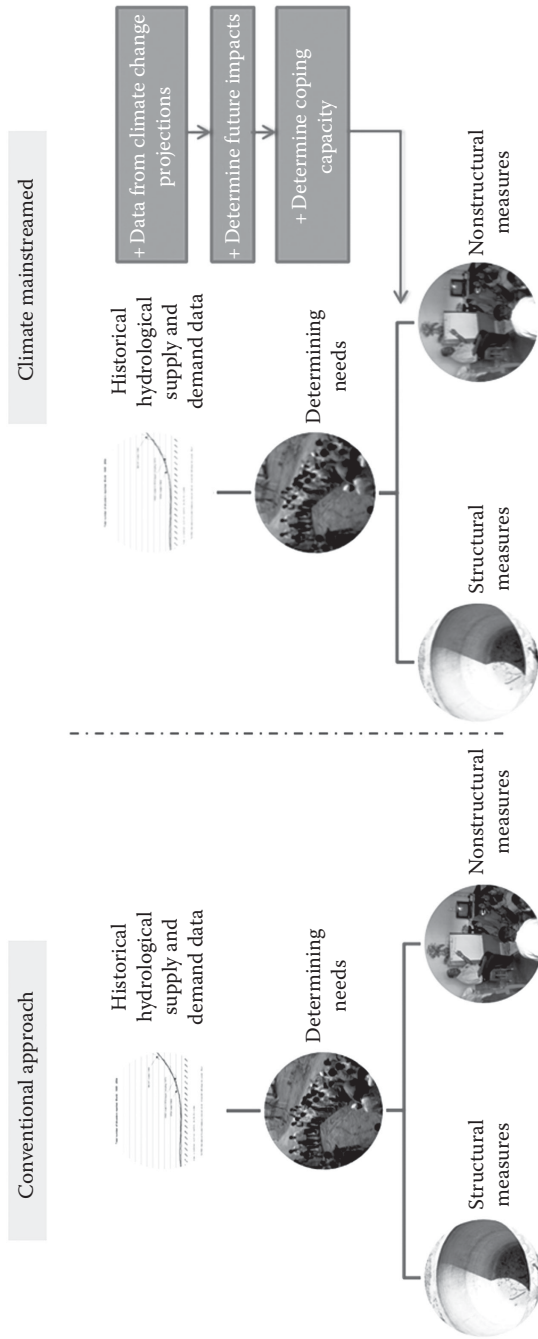 Conventional approach
Historical
hydrological
supply and
demand data
Determining
needs
Structural
measures
Nonstructural
measures
Climate mainstreamed
Historical
hydrological
supply and
demand data
+ Data from climate change
projections
+ Determine future impacts
+ Determine coping
capacity
Determining
needs
Structural
measures
Nonstructural
measures